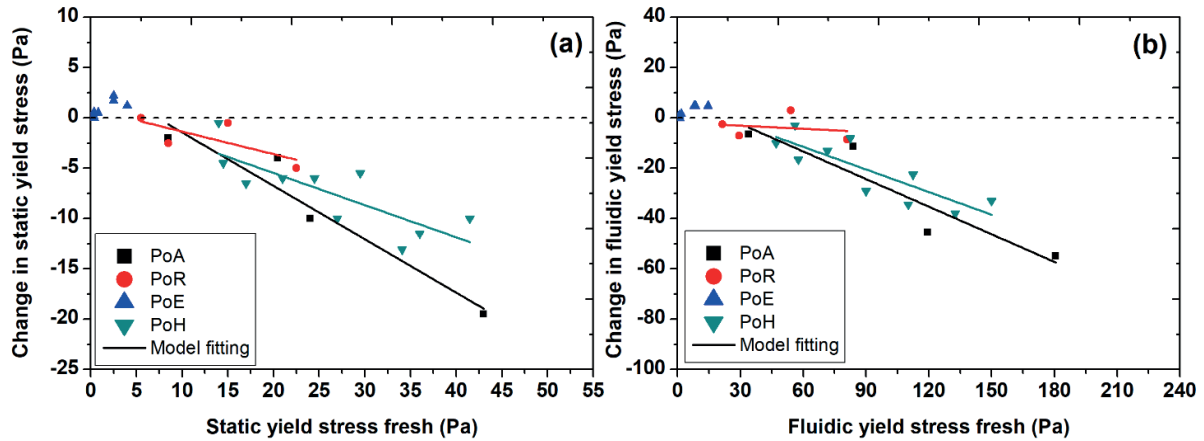 (a)
Change in static yield stress (Pa)
10
5
0
-5
-10
-15
-20
-25
PoA
PoR
PoE
PoH
Model fitting
0 5 10 15 20 25 30 35 40 45 50 55
Static yield stress fresh (Pa)
(b)
Change in fluidic yield stress (Pa)
40
20
0
-20
-40
-60
-80
-100
PoA
PoR
PoE
PoH
Model fitting
0 30 60 90 120 150 180 210 240
Fluidic yield stress fresh (Pa)